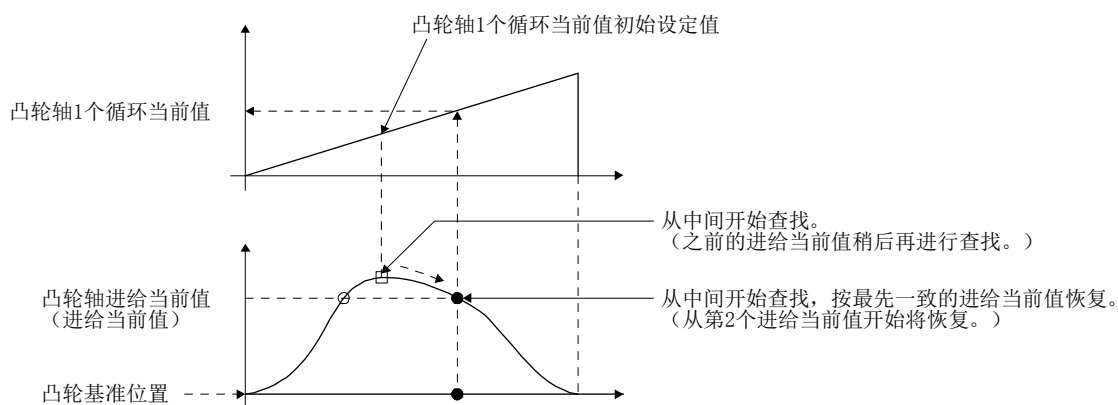 凸轮轴1个循环当前值初始设定值
凸轮轴1个循环当前值
从中间开始查找。
（之前的进给当前值稍后再进行查找。）
凸轮轴进给当前值
（进给当前值）
从中间开始查找，按最先一致的进给当前值恢复。
（从第2个进给当前值开始将恢复。）
凸轮基准位置